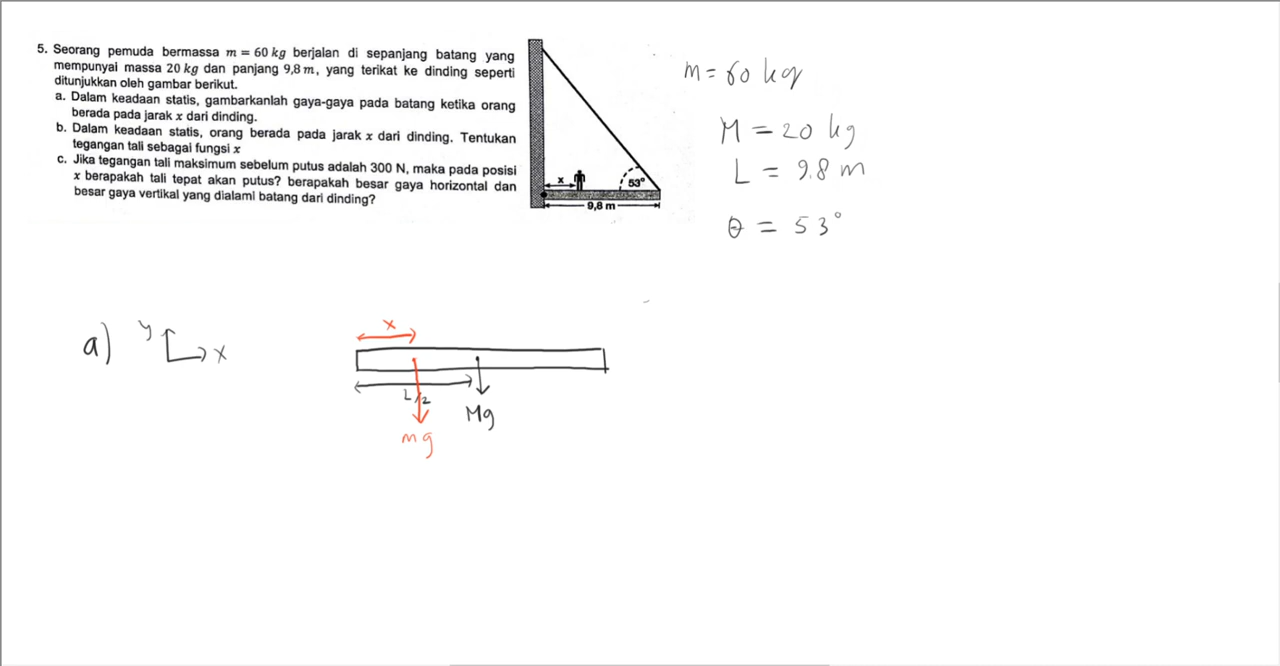 5. Seorang pemuda bermassa m = 60 kg berjalan di sepanjang batang yang
mempunyai massa 20 kg dan panjang 9,8 m, yang terikat ke dinding seperti
ditunjukkan oleh gambar berikut.
a. Dalam keadaan statis, gambarkanlah gaya-gaya pada batang ketika orang
berada pada jarak x dari dinding.
b. Dalam keadaan statis, orang berada pada jarak x dari dinding. Tentukan
tegangan tali sebagai fungsi x
c. Jika tegangan tali maksimum sebelum putus adalah 300 N, maka pada posisi
x berapakah tali tepat akan putus? berapakah besar gaya horizontal dan
besar gaya vertikal yang dialami batang dari dinding?
x
53°
9,8 m
m = 60 kg
M = 20 kg
L = 9.8 m
θ = 53°
a) y x
x
L/2
Mg
mg